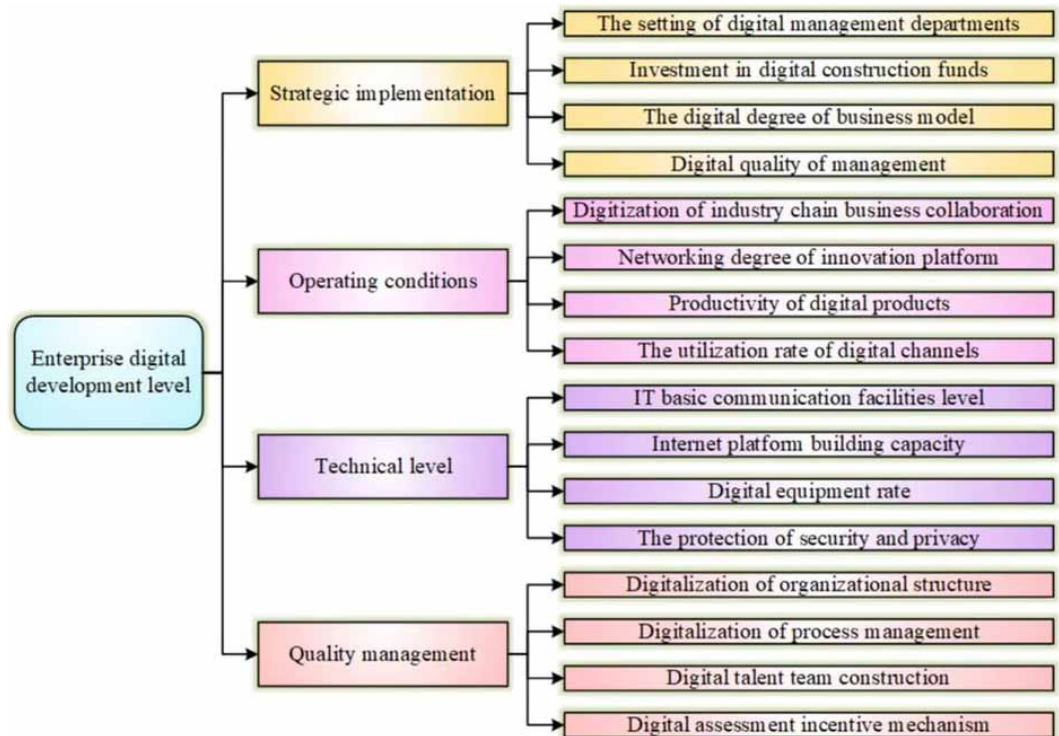 Enterprise digital
development level
Strategic implementation
The setting of digital management departments
Investment in digital construction funds
The digital degree of business model
Digital quality of management
Operating conditions
Digitization of industry chain business collaboration
Networking degree of innovation platform
Productivity of digital products
The utilization rate of digital channels
Technical level
IT basic communication facilities level
Internet platform building capacity
Digital equipment rate
The protection of security and privacy
Quality management
Digitalization of organizational structure
Digitalization of process management
Digital talent team construction
Digital assessment incentive mechanism